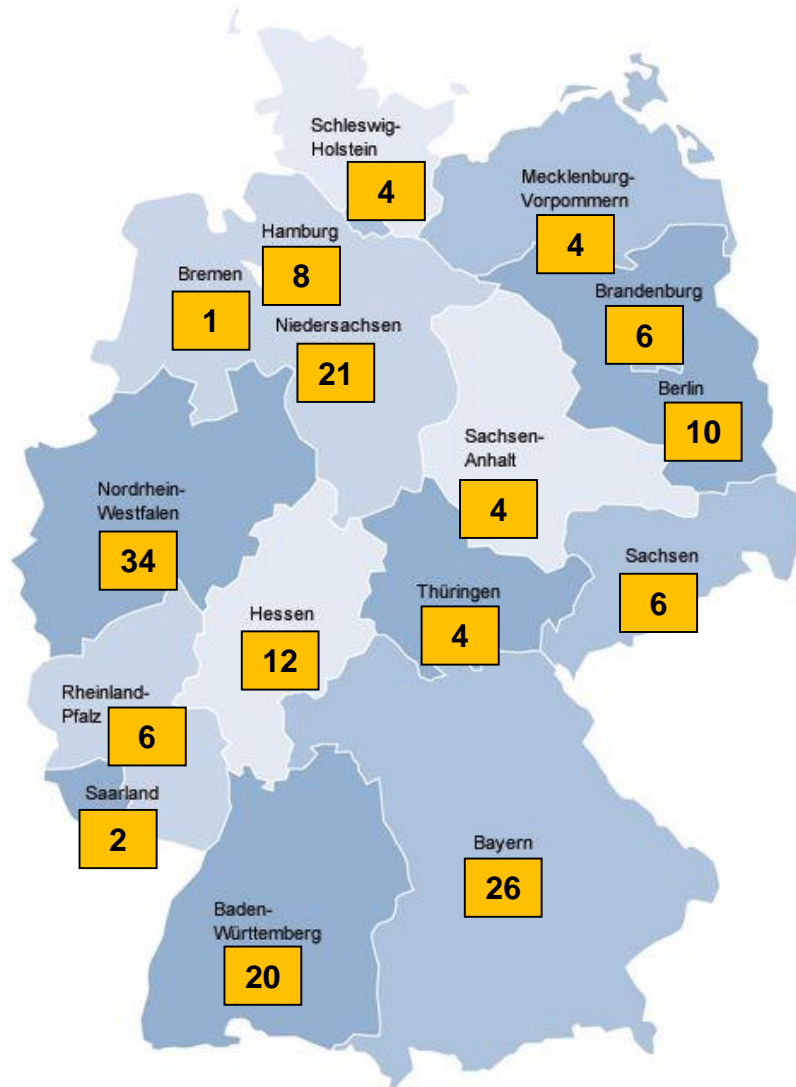 Schleswig-
Holstein
4
Mecklenburg-
Vorpommern
4
Hamburg
8
Bremen
1
Brandenburg
6
Niedersachsen
21
Berlin
10
Sachsen-
Anhalt
4
Nordrhein-
Westfalen
34
Sachsen
6
Thüringen
4
Hessen
12
Rheinland-
Pfalz
6
Saarland
2
Bayern
26
Baden-
Württemberg
20